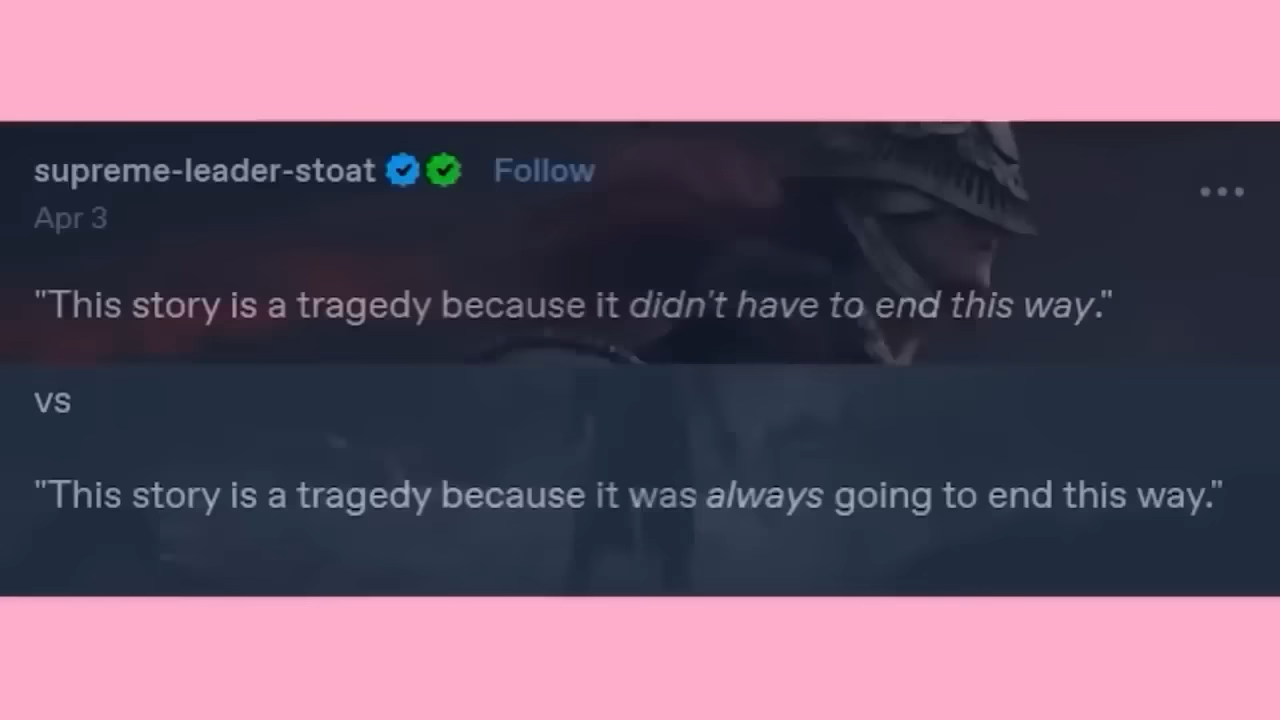 supreme-leader-stoat Follow
Apr 3
"This story is a tragedy because it didn't have to end this way."
vs
"This story is a tragedy because it was always going to end this way."